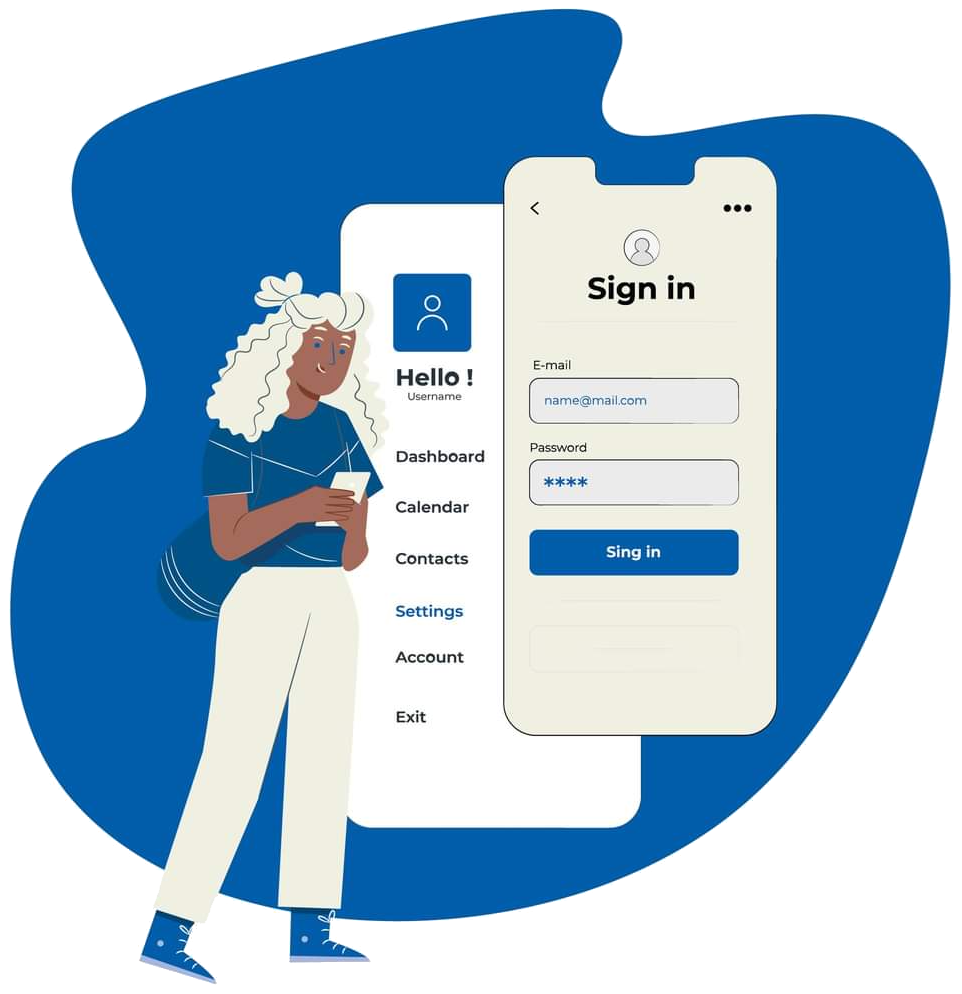 Hello !
Username
Dashboard
Calendar
Contacts
Settings
Account
Exit
Sign in
E-mail
name@mail.com
Password
****
Sing in